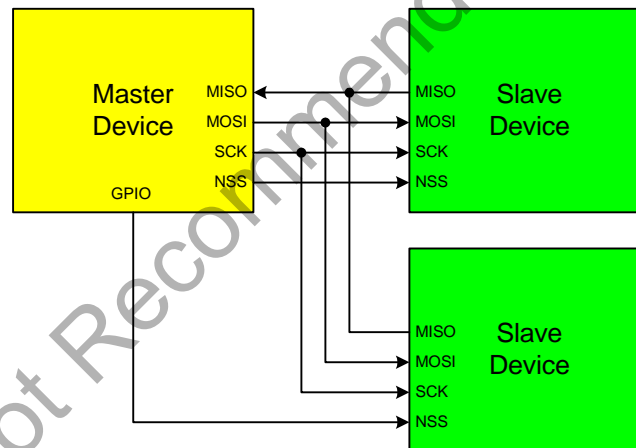 Master
Device
MISO
MOSI
SCK
NSS
GPIO
MISO
MOSI
SCK
NSS
Slave
Device
MISO
MOSI
SCK
NSS
Slave
Device
Recommend